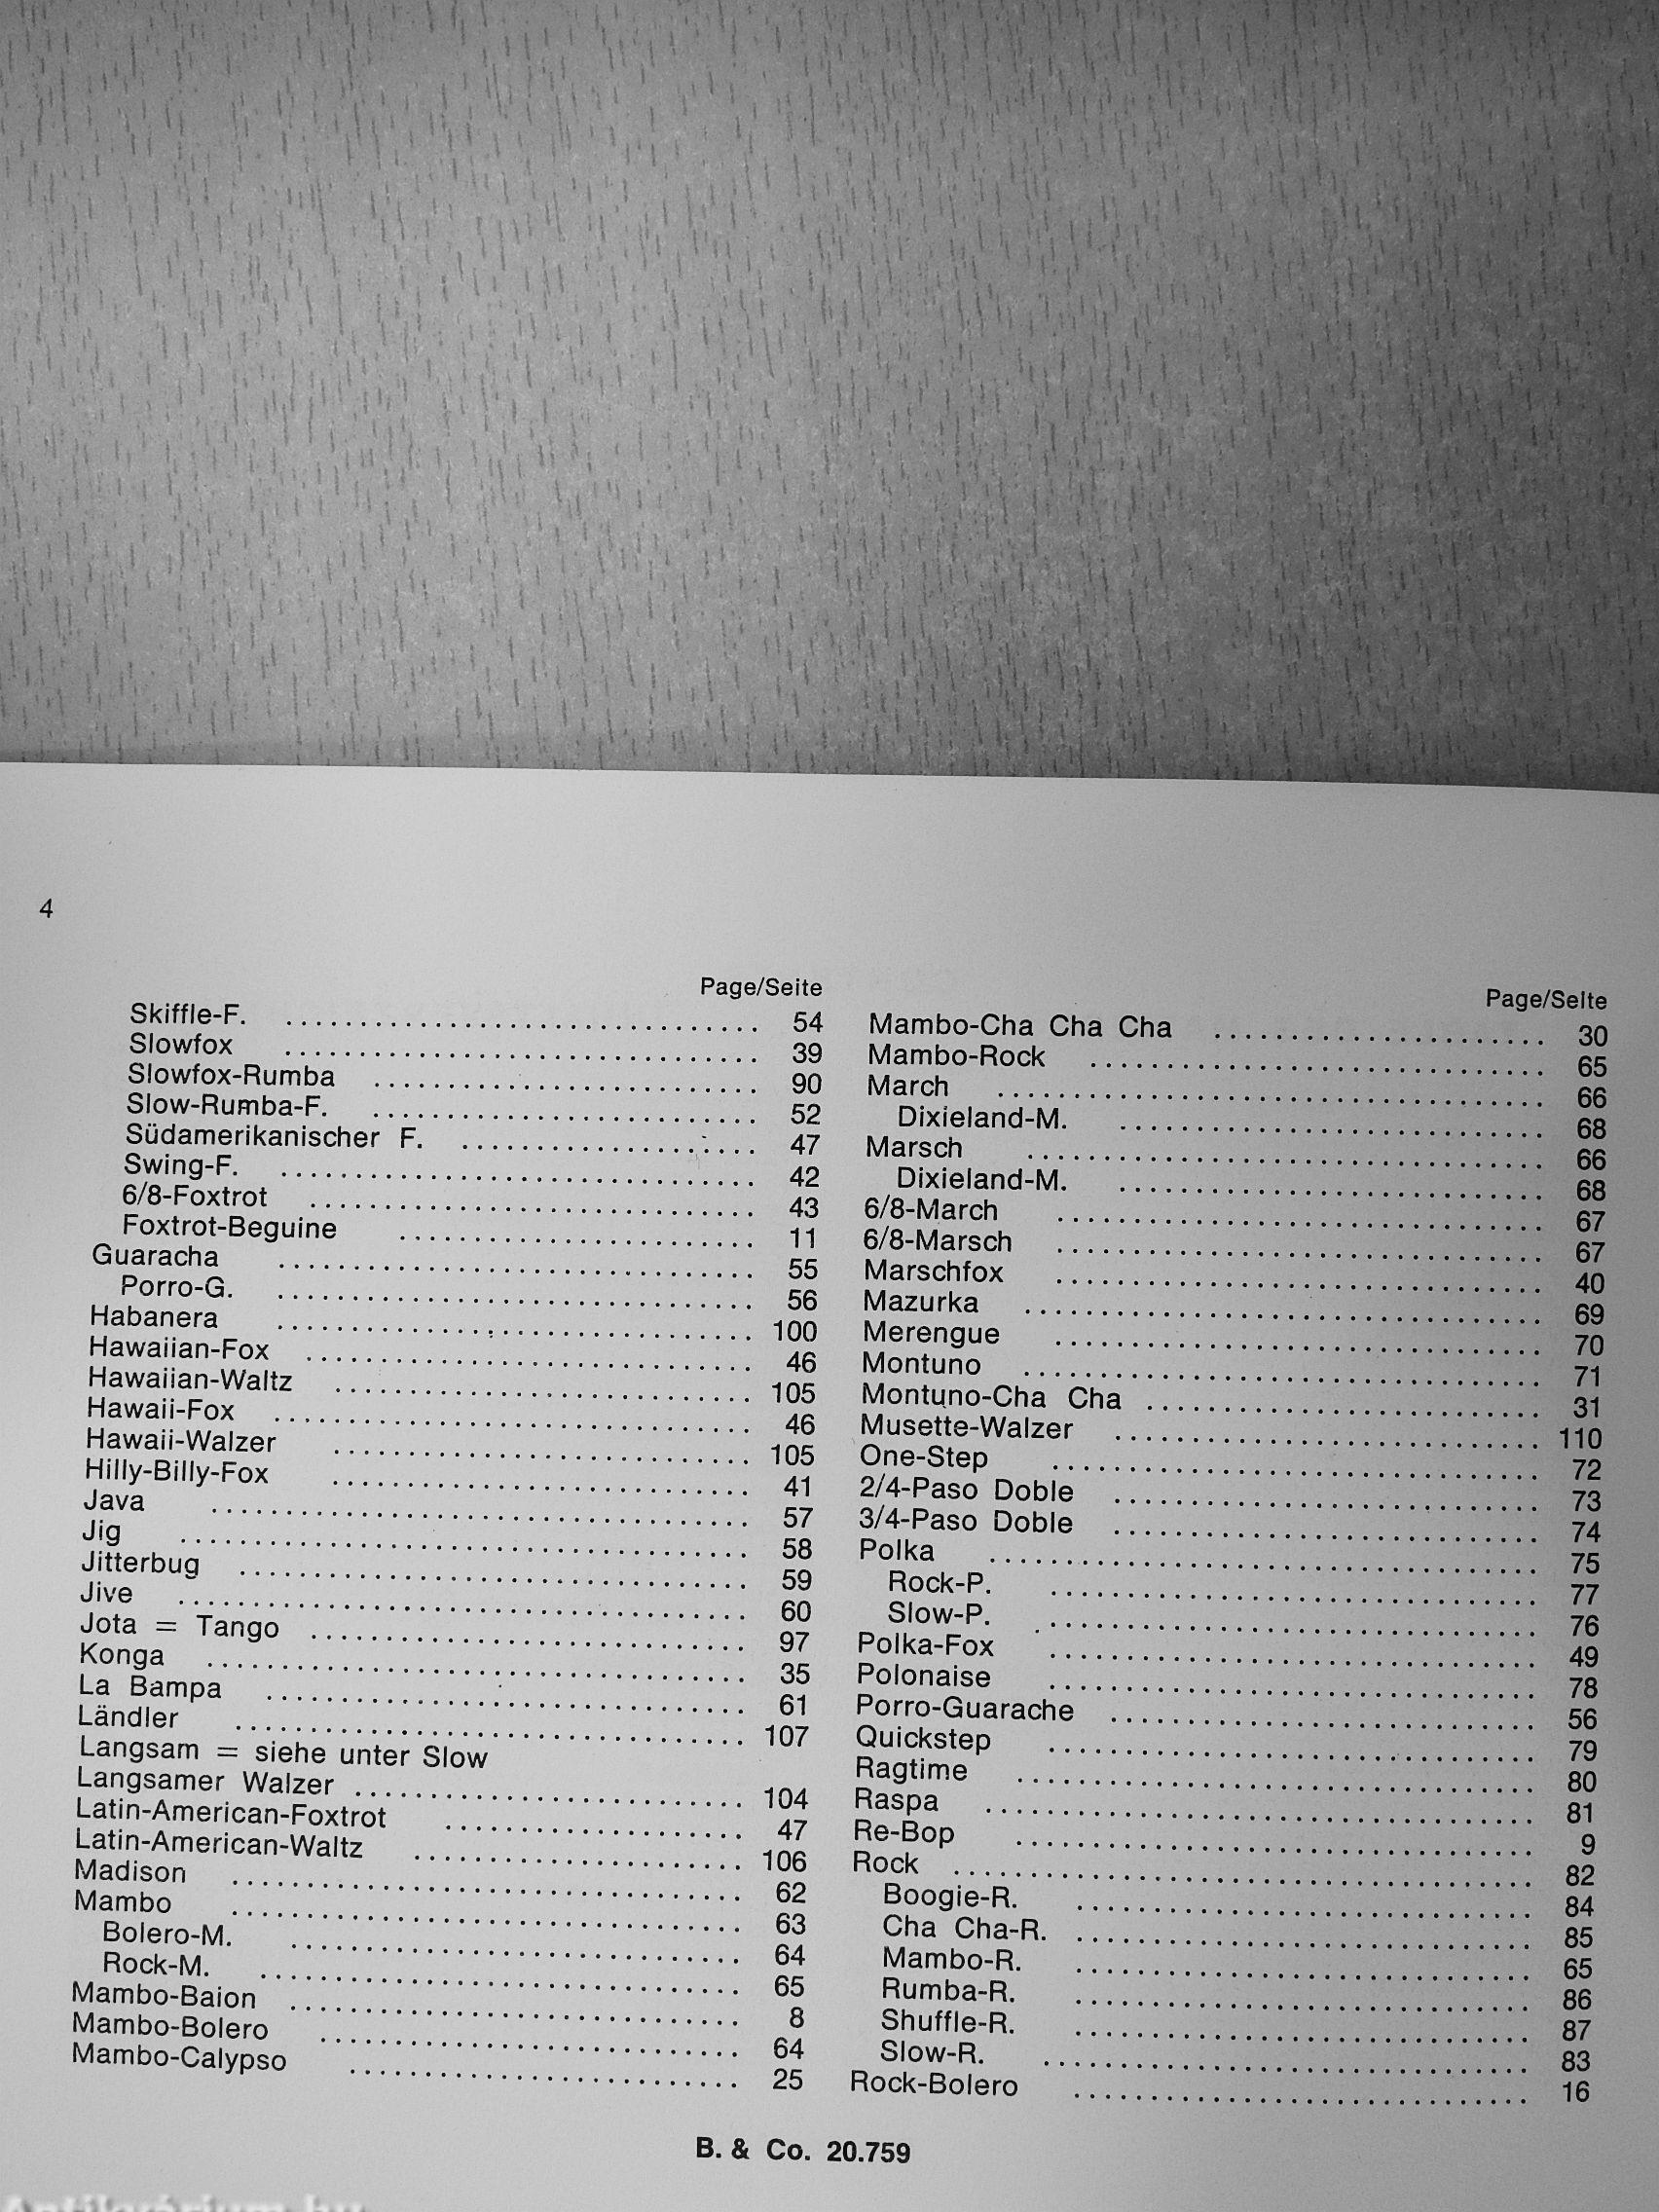 4
Page/Seite
Skiffle-F. ................................ 54
Slowfox ................................ 39
Slowfox-Rumba .......................... 90
Slow-Rumba-F. .......................... 52
Südamerikanischer F. .................... 47
Swing-F. ................................ 42
6/8-Foxtrot .............................. 43
Foxtrot-Beguine ........................ 11
Guaracha ................................ 55
Porro-G. ................................ 56
Habanera ................................ 100
Hawaiian-Fox .............................. 46
Hawaiian-Waltz ............................ 105
Hawaii-Fox ................................ 46
Hawaii-Walzer ............................ 105
Hilly-Billy-Fox ............................ 41
Java .................................... 57
Jig ...................................... 58
Jitterbug .................................. 59
Jive ...................................... 60
Jota = Tango .............................. 97
Konga .................................... 35
La Bampa ................................ 61
Ländler .................................. 107
Langsam = siehe unter Slow
Langsamer Walzer .......................... 104
Latin-American-Foxtrot .................... 47
Latin-American-Waltz ...................... 106
Madison .................................. 62
Mambo .................................. 63
Bolero-M. .............................. 64
Rock-M. ................................ 65
Mambo-Baion .............................. 8
Mambo-Bolero ............................ 64
Mambo-Calypso .......................... 25
Page/Seite
Mambo-Cha Cha Cha ...................... 30
Mambo-Rock .............................. 65
March .................................... 66
Dixieland-M. ............................ 68
Marsch .................................. 66
Dixieland-M. ............................ 68
6/8-March ................................ 67
6/8-Marsch ................................ 67
Marschfox ................................ 40
Mazurka .................................. 69
Merengue ................................ 70
Montuno .................................. 71
Montuno-Cha Cha .......................... 31
Musette-Walzer ............................ 110
One-Step ................................ 72
2/4-Paso Doble ............................ 73
3/4-Paso Doble ............................ 74
Polka .................................... 75
Rock-P. ................................ 77
Slow-P. ................................ 76
Polka-Fox ................................ 49
Polonaise ................................ 78
Porro-Guarache ............................ 56
Quickstep ................................ 79
Ragtime .................................. 80
Raspa .................................... 81
Re-Bop .................................. 9
Rock ...................................... 82
Boogie-R. .............................. 84
Cha Cha-R. .............................. 85
Mambo-R. .............................. 65
Rumba-R. .............................. 86
Shuffle-R. .............................. 87
Slow-R. ................................ 83
Rock-Bolero .............................. 16
B. & Co. 20.759
Antikvárium.hu